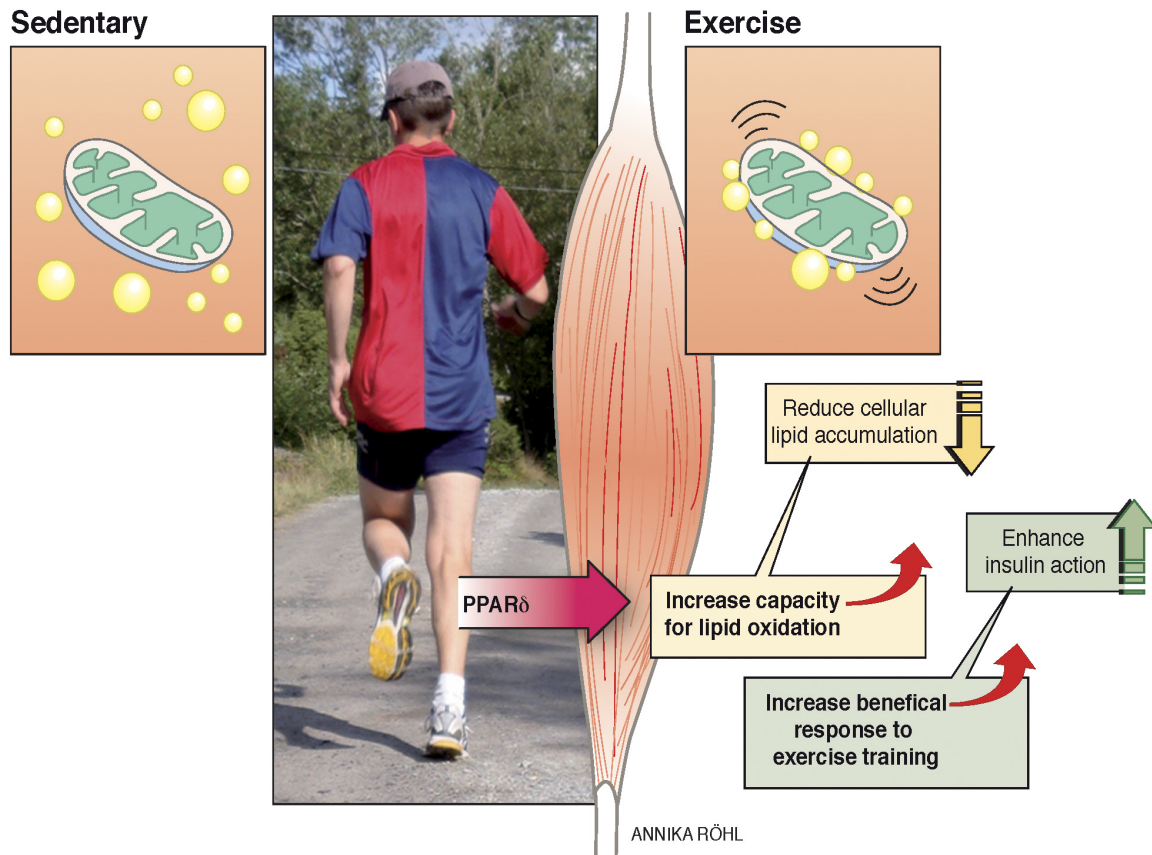 Sedentary
Exercise
Reduce cellular
lipid accumulation
Enhance
insulin action
PPARδ
Increase capacity
for lipid oxidation
Increase benefical
response to
exercise training
ANNIKA RÖHL